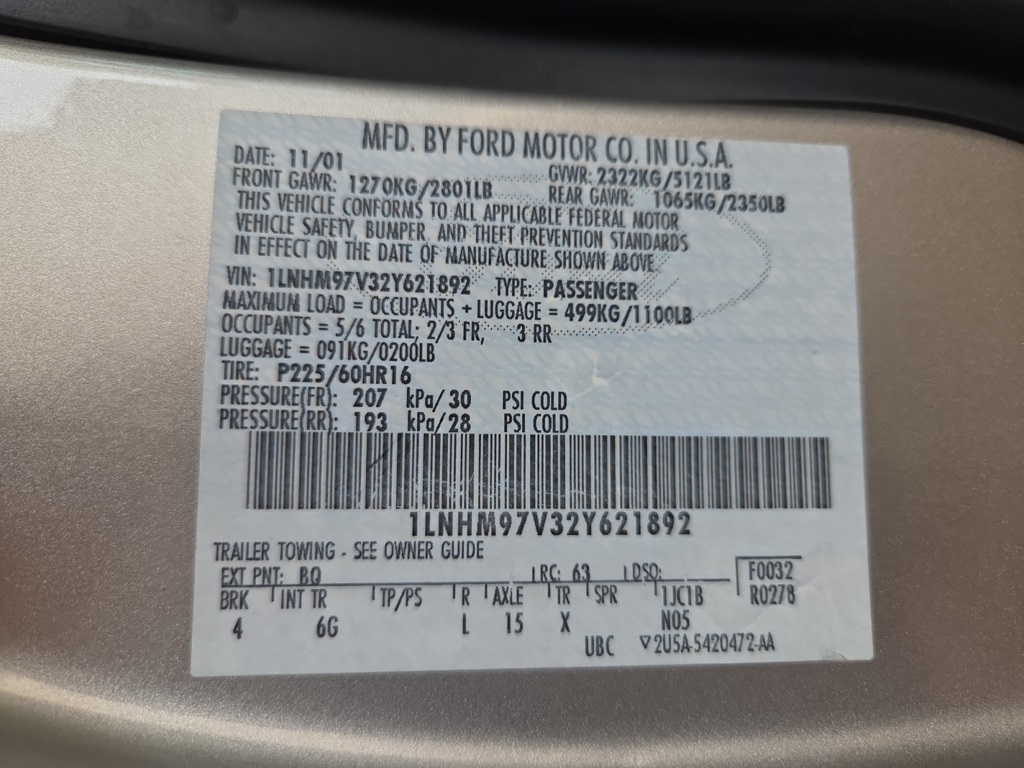 MFD. BY FORD MOTOR CO. IN U.S.A.
DATE: 11/01 GVWR: 2322KG/5121LB
FRONT GAWR: 1270KG/2801LB REAR GAWR: 1065KG/2350LB
THIS VEHICLE CONFORMS TO ALL APPLICABLE FEDERAL MOTOR
VEHICLE SAFETY, BUMPER, AND THEFT PREVENTION STANDARDS
IN EFFECT ON THE DATE OF MANUFACTURE SHOWN ABOVE.
VIN: 1LNHM97V32Y621892 TYPE: PASSENGER
MAXIMUM LOAD = OCCUPANTS + LUGGAGE = 499KG/1100LB
OCCUPANTS = 5/6 TOTAL; 2/3 FR, 3 RR
LUGGAGE = 091KG/0200LB
TIRE: P225/60HR16
PRESSURE(FR): 207 kPa/ 30 PSI COLD
PRESSURE(RR): 193 kPa/28 PSI COLD
1LNHM97V32Y621892
TRAILER TOWING - SEE OWNER GUIDE
EXT PNT: BQ RC: 63 DSO: F0032
BRK INT TR TP/PS R AXLE TR SPR 1JC1B R0278
4 6G L 15 X N05
UBC ▽2U5A-5420472-AA